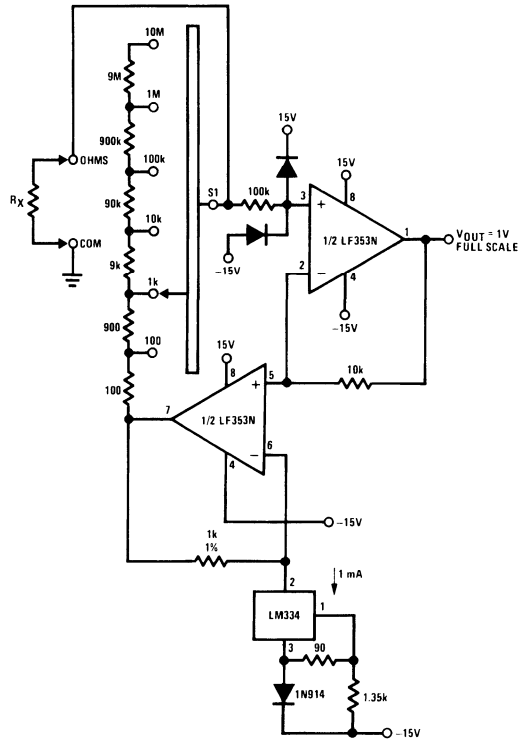 10M
9M
1M
900k
100k
90k
10k
9k
1k
900
100
100
OHMS
RX
COM
S1
100k
15V
-15V
3
+
15V
8
1/2 LF353N
1
VOUT = 1V
FULL SCALE
2
−
4
-15V
10k
15V
8
5
+
7
1/2 LF353N
6
−
4
-15V
1k
1%
1 mA
2
LM334
1
3
90
1N914
1.35k
-15V